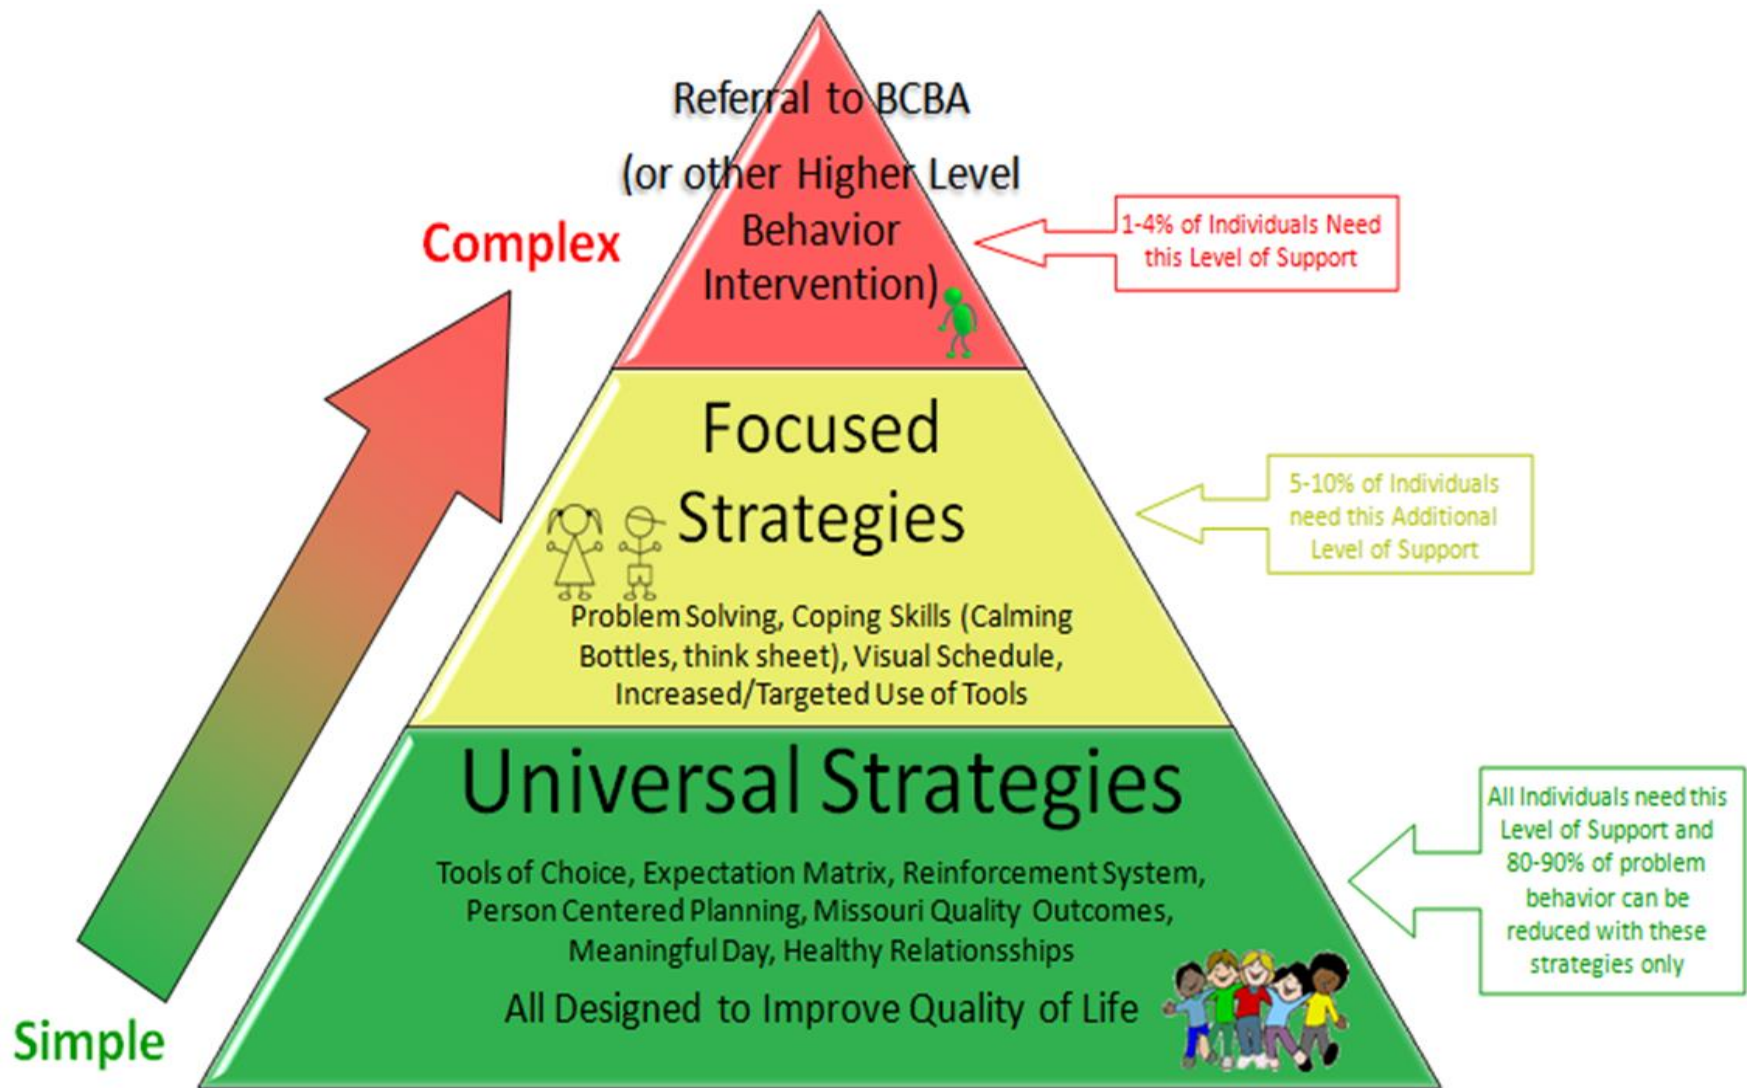 Referral to BCBA
(or other Higher Level
Behavior
Intervention)
Complex
1-4% of Individuals Need
this Level of Support
Focused
Strategies
5-10% of Individuals
need this Additional
Level of Support
Problem Solving, Coping Skills (Calming
Bottles, think sheet), Visual Schedule,
Increased/Targeted Use of Tools
Universal Strategies
Tools of Choice, Expectation Matrix, Reinforcement System,
Person Centered Planning, Missouri Quality Outcomes,
Meaningful Day, Healthy Relationsships
All Designed to Improve Quality of Life
All Individuals need this
Level of Support and
80-90% of problem
behavior can be
reduced with these
strategies only
Simple